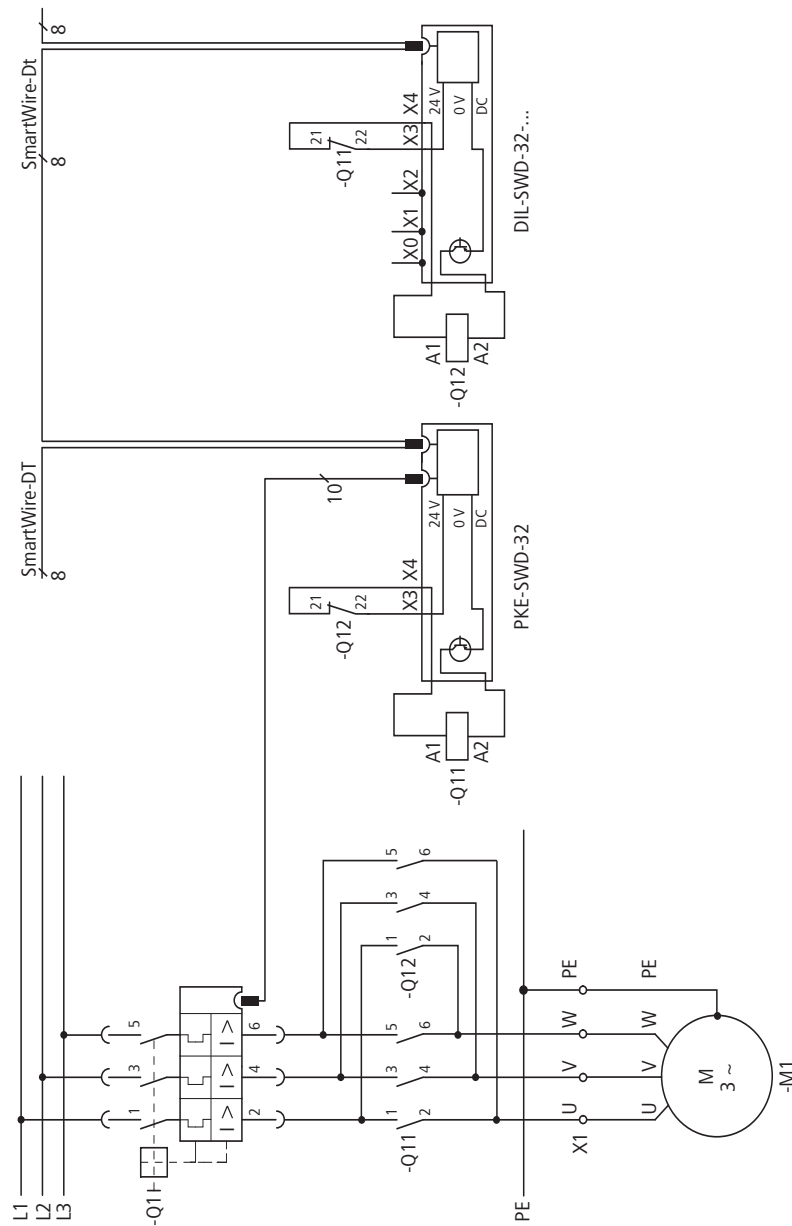 SmartWire-Dt
8
8
-Q11
21
22
X0
X1
X2
X3
X4
24 V
0 V
DC
A1
A2
-Q12
DIL-SWD-32-...
SmartWire-DT
8
10
-Q12
21
22
X3
X4
24 V
0 V
DC
A1
A2
-Q11
PKE-SWD-32
L1
L2
L3
-Q1
1
3
5
I>
I>
I>
2
4
6
-Q11
1
2
3
4
5
6
-Q12
1
2
3
4
5
6
PE
X1
U
V
W
PE
U
V
W
PE
M
3 ~
-M1